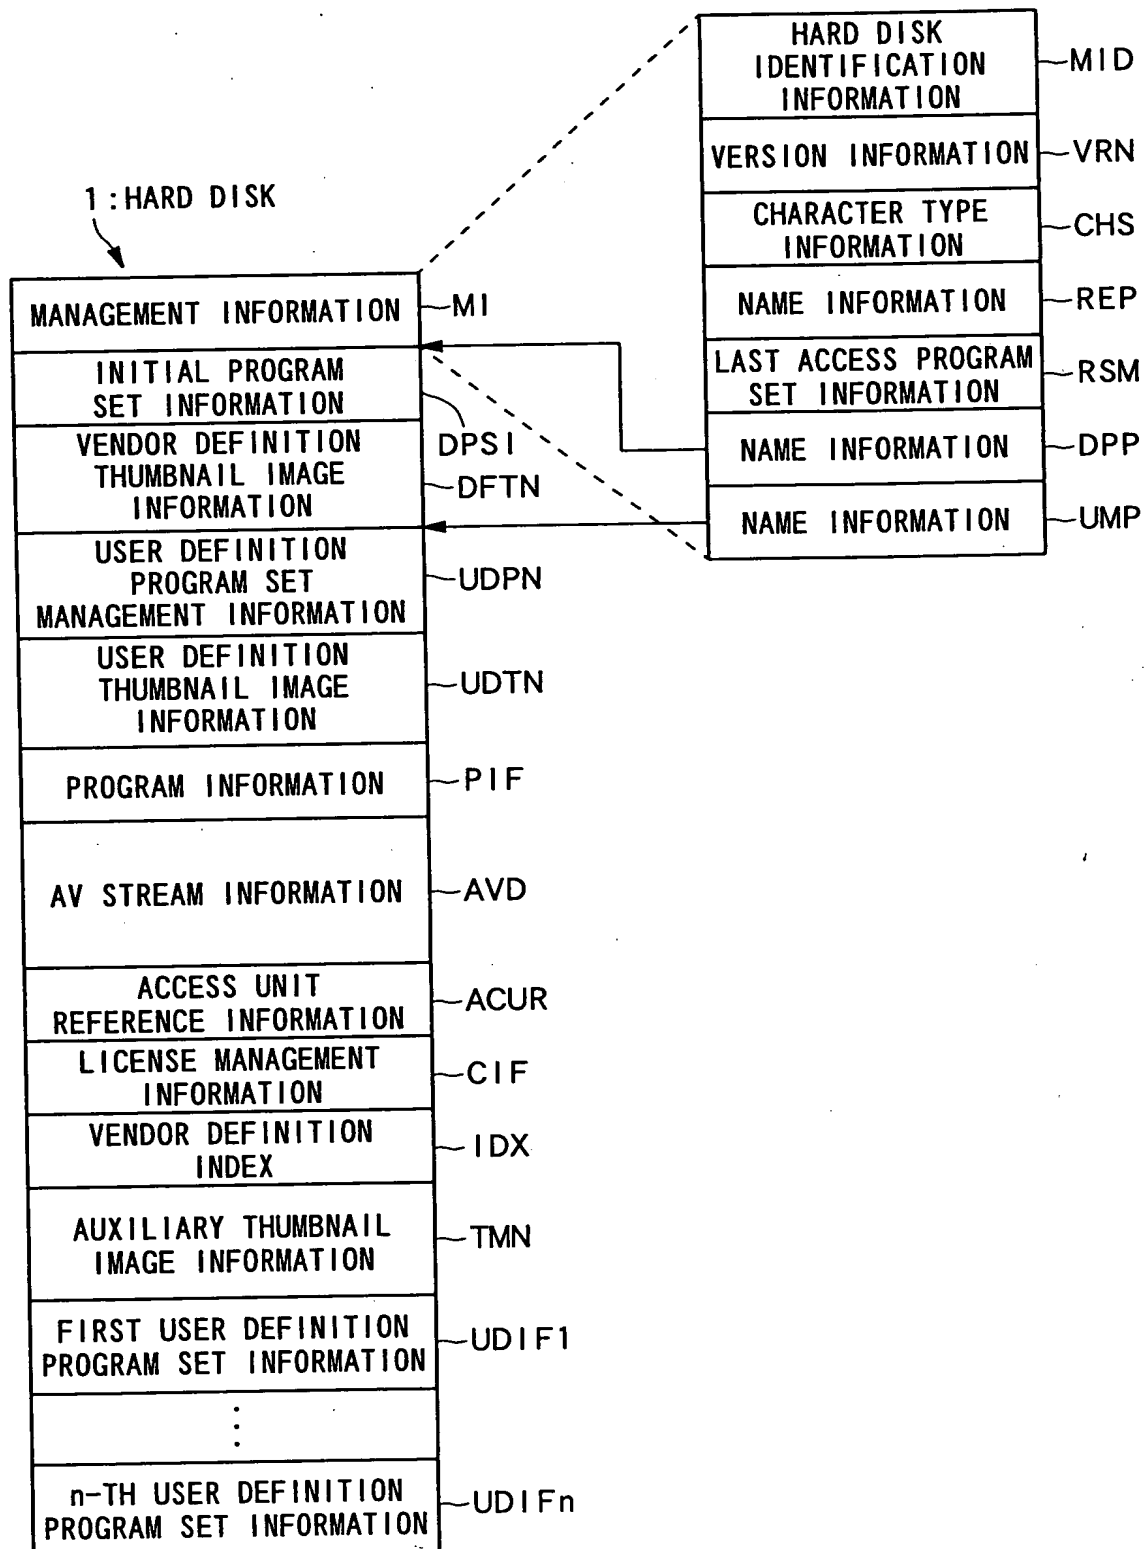 HARD DISK
IDENTIFICATION
INFORMATION
MID
VERSION INFORMATION
VRN
CHARACTER TYPE
INFORMATION
CHS
NAME INFORMATION
REP
LAST ACCESS PROGRAM
SET INFORMATION
RSM
NAME INFORMATION
DPP
NAME INFORMATION
UMP
1:HARD DISK
MANAGEMENT INFORMATION
MI
INITIAL PROGRAM
SET INFORMATION
DPSI
VENDOR DEFINITION
THUMBNAIL IMAGE
INFORMATION
DFTN
USER DEFINITION
PROGRAM SET
MANAGEMENT INFORMATION
UDPN
USER DEFINITION
THUMBNAIL IMAGE
INFORMATION
UDTN
PROGRAM INFORMATION
PIF
AV STREAM INFORMATION
AVD
ACCESS UNIT
REFERENCE INFORMATION
ACUR
LICENSE MANAGEMENT
INFORMATION
CIF
VENDOR DEFINITION
INDEX
IDX
AUXILIARY THUMBNAIL
IMAGE INFORMATION
TMN
FIRST USER DEFINITION
PROGRAM SET INFORMATION
UDIF1
n-TH USER DEFINITION
PROGRAM SET INFORMATION
UDIFn